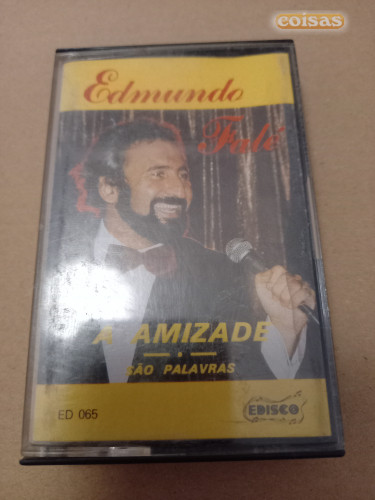 coisas
Edmundo
Falé
A AMIZADE
SÃO PALAVRAS
ED 065
EDISCO